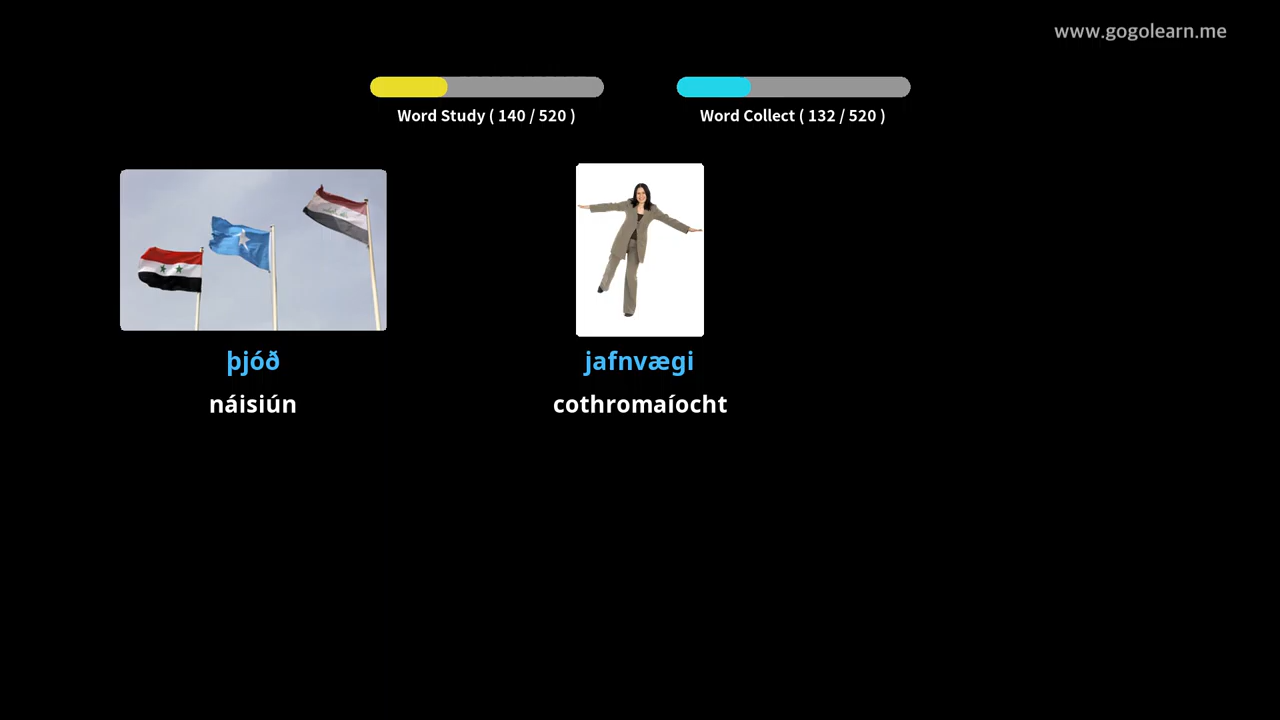 www.gogolearn.me
Word Study ( 140 / 520 )
Word Collect ( 132 / 520 )
þjóð
jafnvægi
náisiún
cothromaíocht